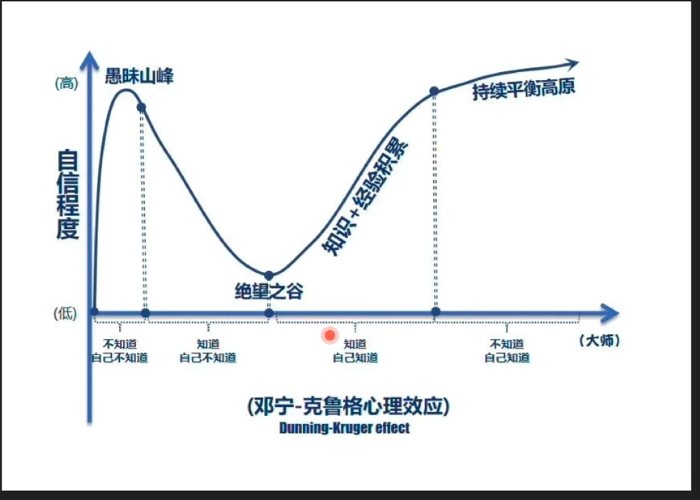 (高)
愚昧山峰
持续平衡高原
自信程度
知识+经验积累
绝望之谷
(低)
不知道
自己不知道
知道
自己不知道
知道
自己知道
不知道
自己知道
(大师)
(邓宁-克鲁格心理效应)
Dunning-Kruger effect